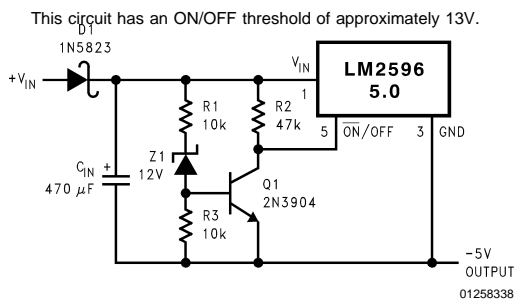 This circuit has an ON/OFF threshold of approximately 13V.
D1
1N5823
+VIN
VIN
1
LM2596
5.0
R1
10k
R2
47k
5
ON/OFF
3
GND
Z1
12V
CIN
+
470 μF
Q1
2N3904
R3
10k
-5V
OUTPUT
01258338